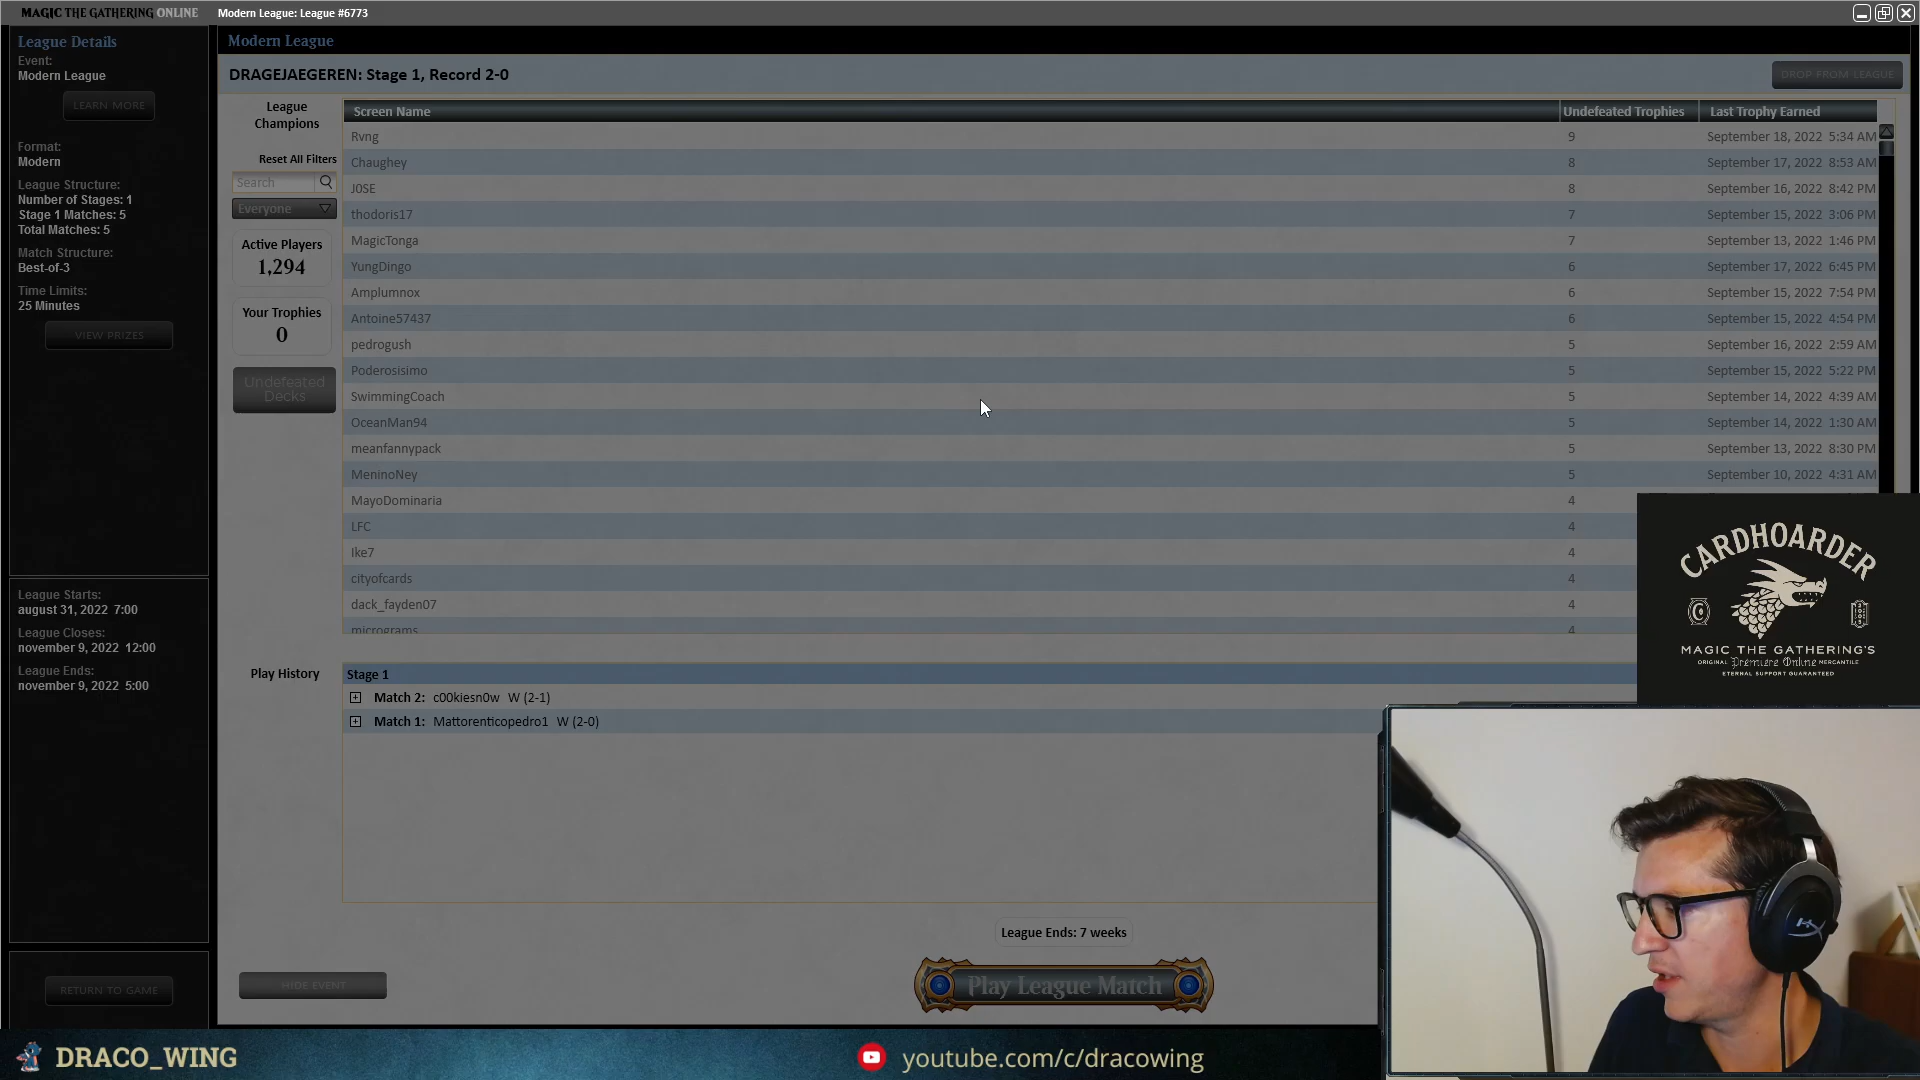 MAGIC THE GATHERING ONLINE
Modern League: League #6773
League Details
Event:
Modern League
LEARN MORE
Format:
Modern
League Structure:
Number of Stages: 1
Stage 1 Matches: 5
Total Matches: 5
Match Structure:
Best-of-3
Time Limits:
25 Minutes
VIEW PRIZES
League Starts:
august 31, 2022 7:00
League Closes:
november 9, 2022 12:00
League Ends:
november 9, 2022 5:00
RETURN TO GAME
Modern League
DRAGEJAEGEREN: Stage 1, Record 2-0
DROP FROM LEAGUE
League
Champions
Reset All Filters
Search
Everyone
Active Players
1,294
Your Trophies
0
Undefeated
Decks
Screen Name Undefeated Trophies Last Trophy Earned
Rvng 9 September 18, 2022 5:34 AM
Chaughey 8 September 17, 2022 8:53 AM
J0SE 8 September 16, 2022 8:42 PM
thodoris17 7 September 15, 2022 3:06 PM
MagicTonga 7 September 13, 2022 1:46 PM
YungDingo 6 September 17, 2022 6:45 PM
Amplumnox 6 September 15, 2022 7:54 PM
Antoine57437 6 September 15, 2022 4:54 PM
pedrogush 5 September 16, 2022 2:59 AM
Poderosisimo 5 September 15, 2022 5:22 PM
SwimmingCoach 5 September 14, 2022 4:39 AM
OceanMan94 5 September 14, 2022 1:30 AM
meanfannypack 5 September 13, 2022 8:30 PM
MeninoNey 5 September 10, 2022 4:31 AM
MayoDominaria 4
LFC 4
Ike7 4
cityofcards 4
dack_fayden07 4
micrograms 4
Play History
Stage 1
Match 2: c00kiesn0w W (2-1)
Match 1: Mattorenticopedro1 W (2-0)
League Ends: 7 weeks
HIDE EVENT
Play League Match
CARDHOARDER
MAGIC THE GATHERING'S
ORIGINAL Premiere Online MERCANTILE
ETERNAL SUPPORT GUARANTEED
DRACO_WING
youtube.com/c/dracowing